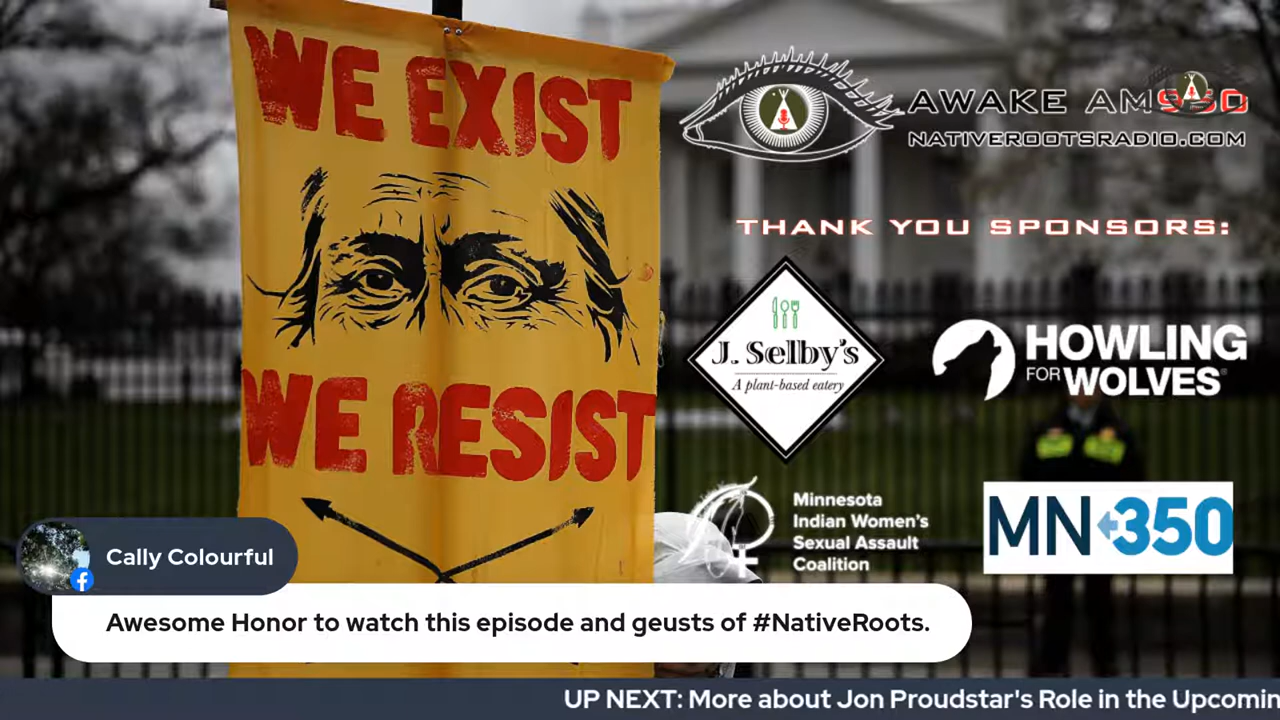 WE EXIST
WE RESIST
AWAKE AM950
NATIVEROOTSRADIO.COM
THANK YOU SPONSORS:
J. Selby's
A plant-based eatery
HOWLING
FOR WOLVES
Minnesota
Indian Women's
Sexual Assault
Coalition
MN 350
Cally Colourful
Awesome Honor to watch this episode and geusts of #NativeRoots.
UP NEXT: More about Jon Proudstar's Role in the Upcomin